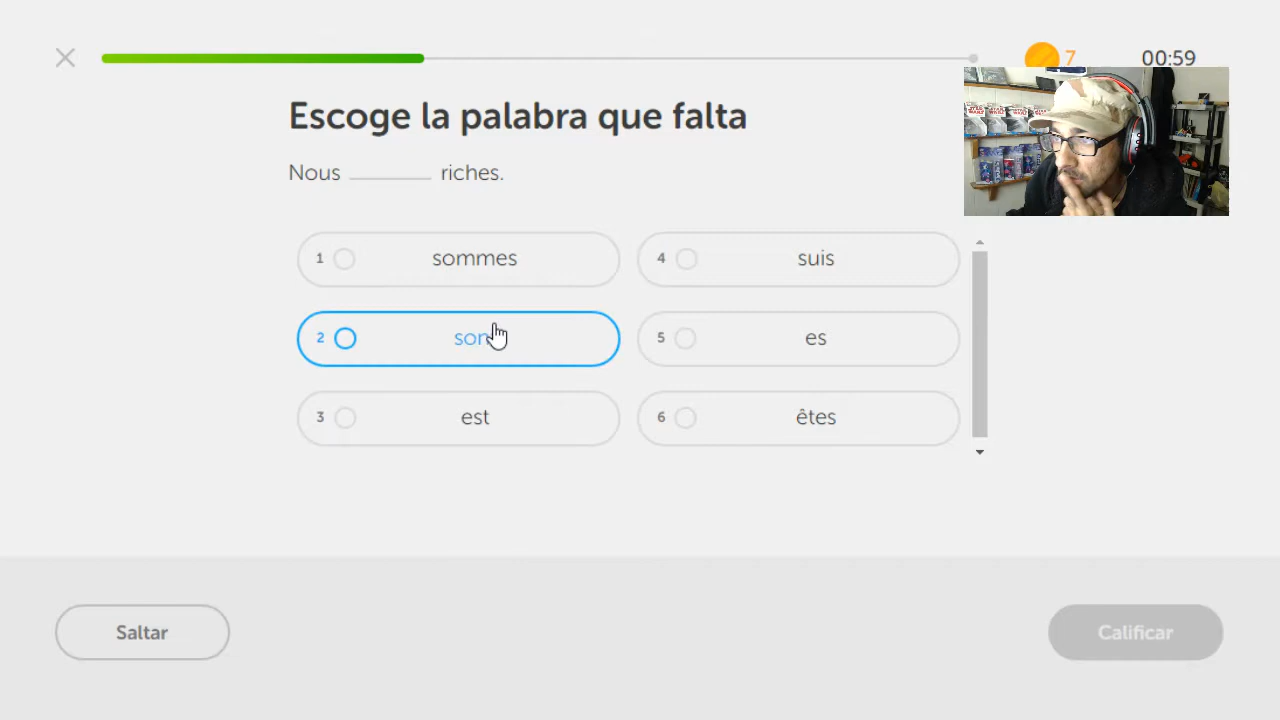 7 00:59
Escoge la palabra que falta
Nous ______ riches.
1 sommes
4 suis
2
5 es
3 est
6 êtes
Saltar
Calificar